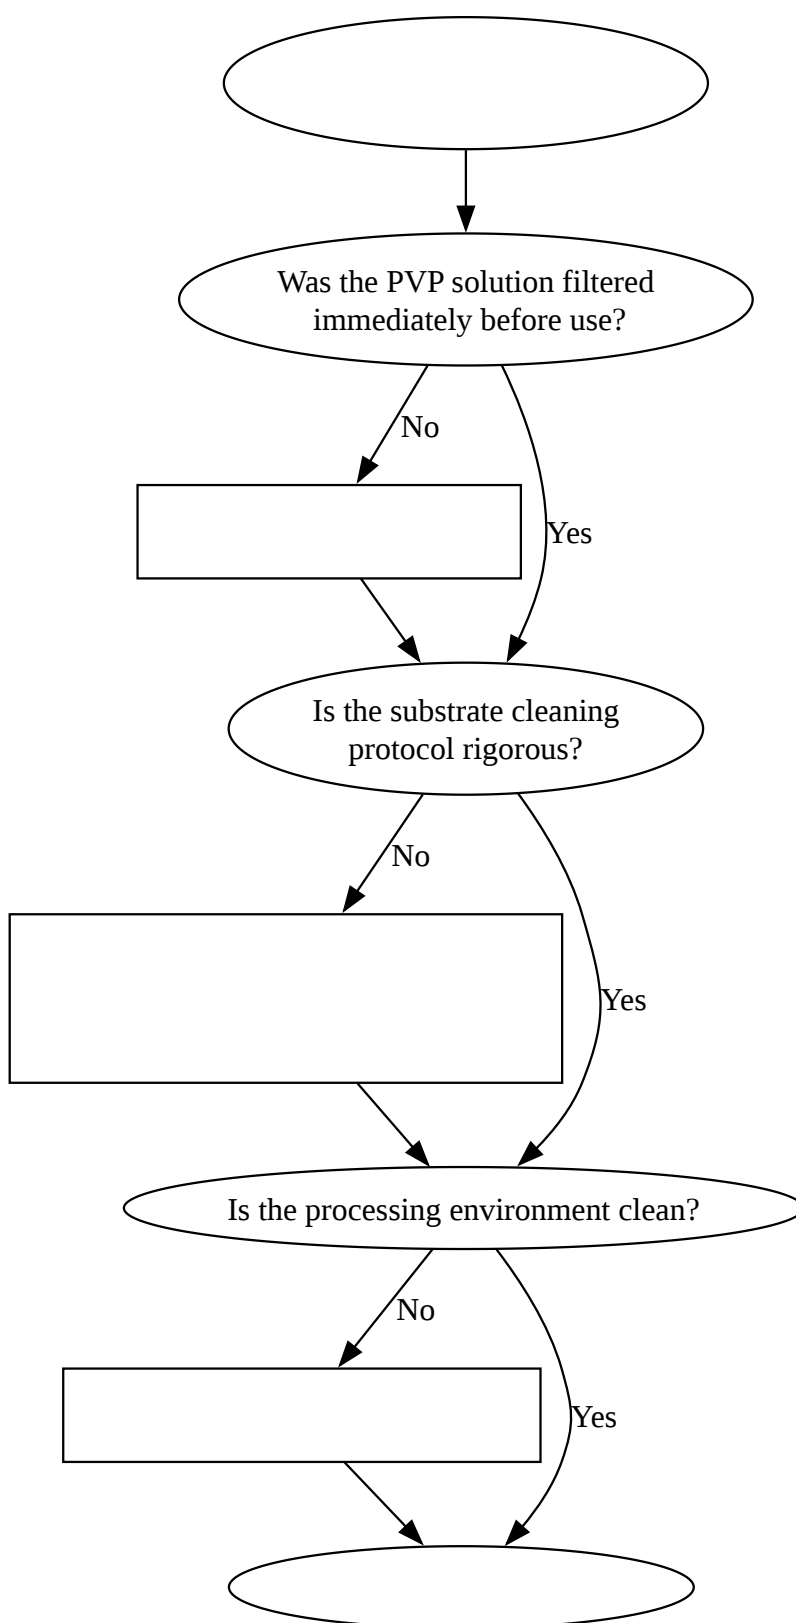 Was the PVP solution filtered
immediately before use?
No
Yes
Is the substrate cleaning
protocol rigorous?
No
Yes
Is the processing environment clean?
No
Yes